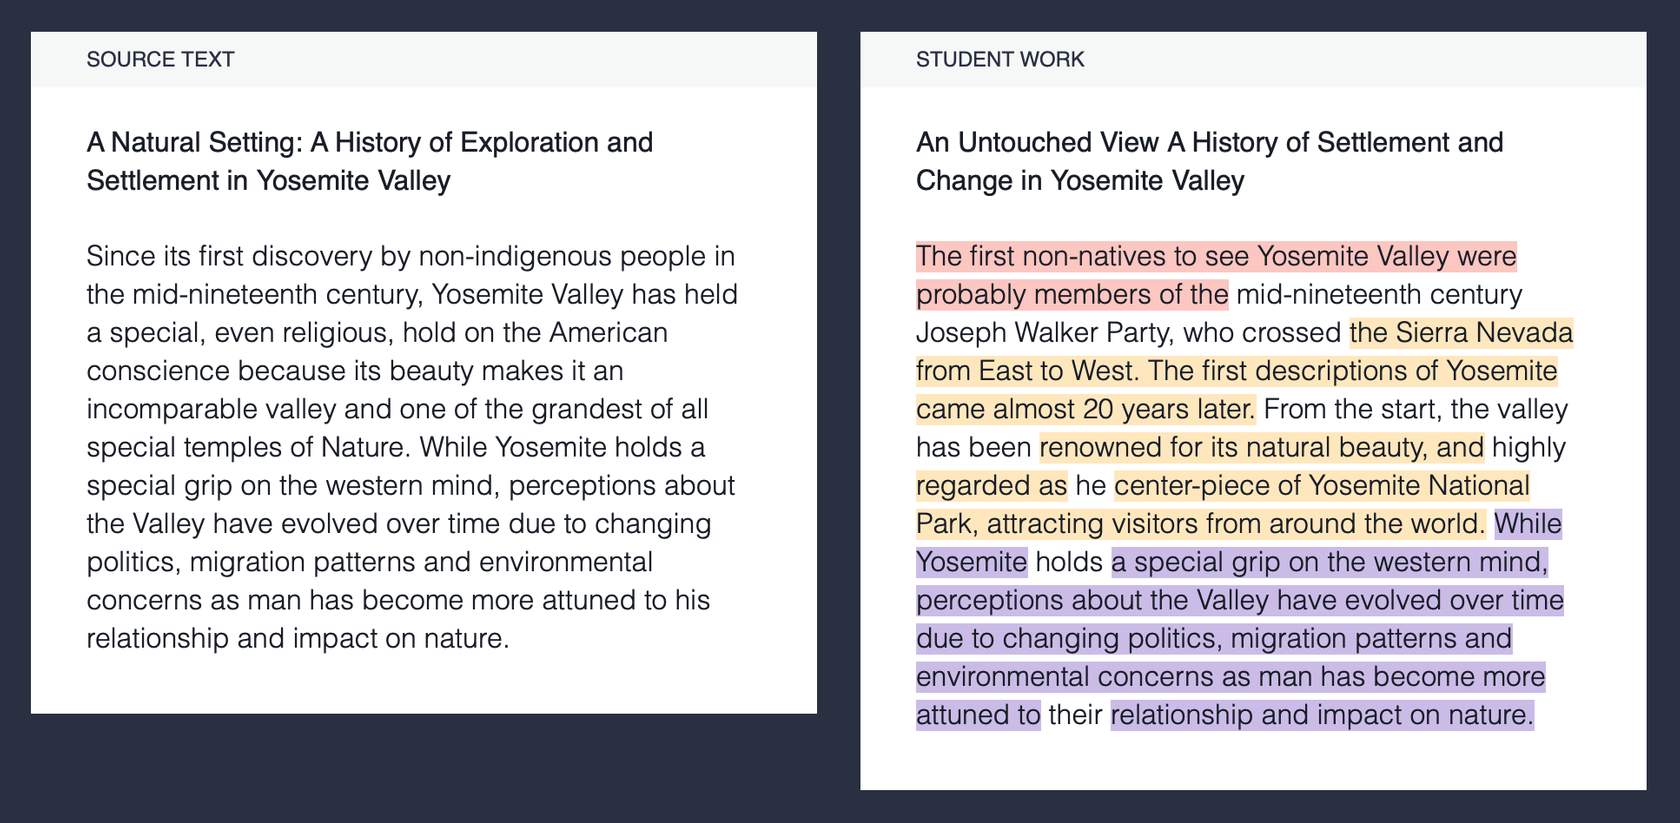 SOURCE TEXT
A Natural Setting: A History of Exploration and
Settlement in Yosemite Valley
Since its first discovery by non-indigenous people in
the mid-nineteenth century, Yosemite Valley has held
a special, even religious, hold on the American
conscience because its beauty makes it an
incomparable valley and one of the grandest of all
special temples of Nature. While Yosemite holds a
special grip on the western mind, perceptions about
the Valley have evolved over time due to changing
politics, migration patterns and environmental
concerns as man has become more attuned to his
relationship and impact on nature.
STUDENT WORK
An Untouched View A History of Settlement and
Change in Yosemite Valley
The first non-natives to see Yosemite Valley were
probably members of the mid-nineteenth century
Joseph Walker Party, who crossed the Sierra Nevada
from East to West. The first descriptions of Yosemite
came almost 20 years later. From the start, the valley
has been renowned for its natural beauty, and highly
regarded as he center-piece of Yosemite National
Park, attracting visitors from around the world. While
Yosemite holds a special grip on the western mind,
perceptions about the Valley have evolved over time
due to changing politics, migration patterns and
environmental concerns as man has become more
attuned to their relationship and impact on nature.